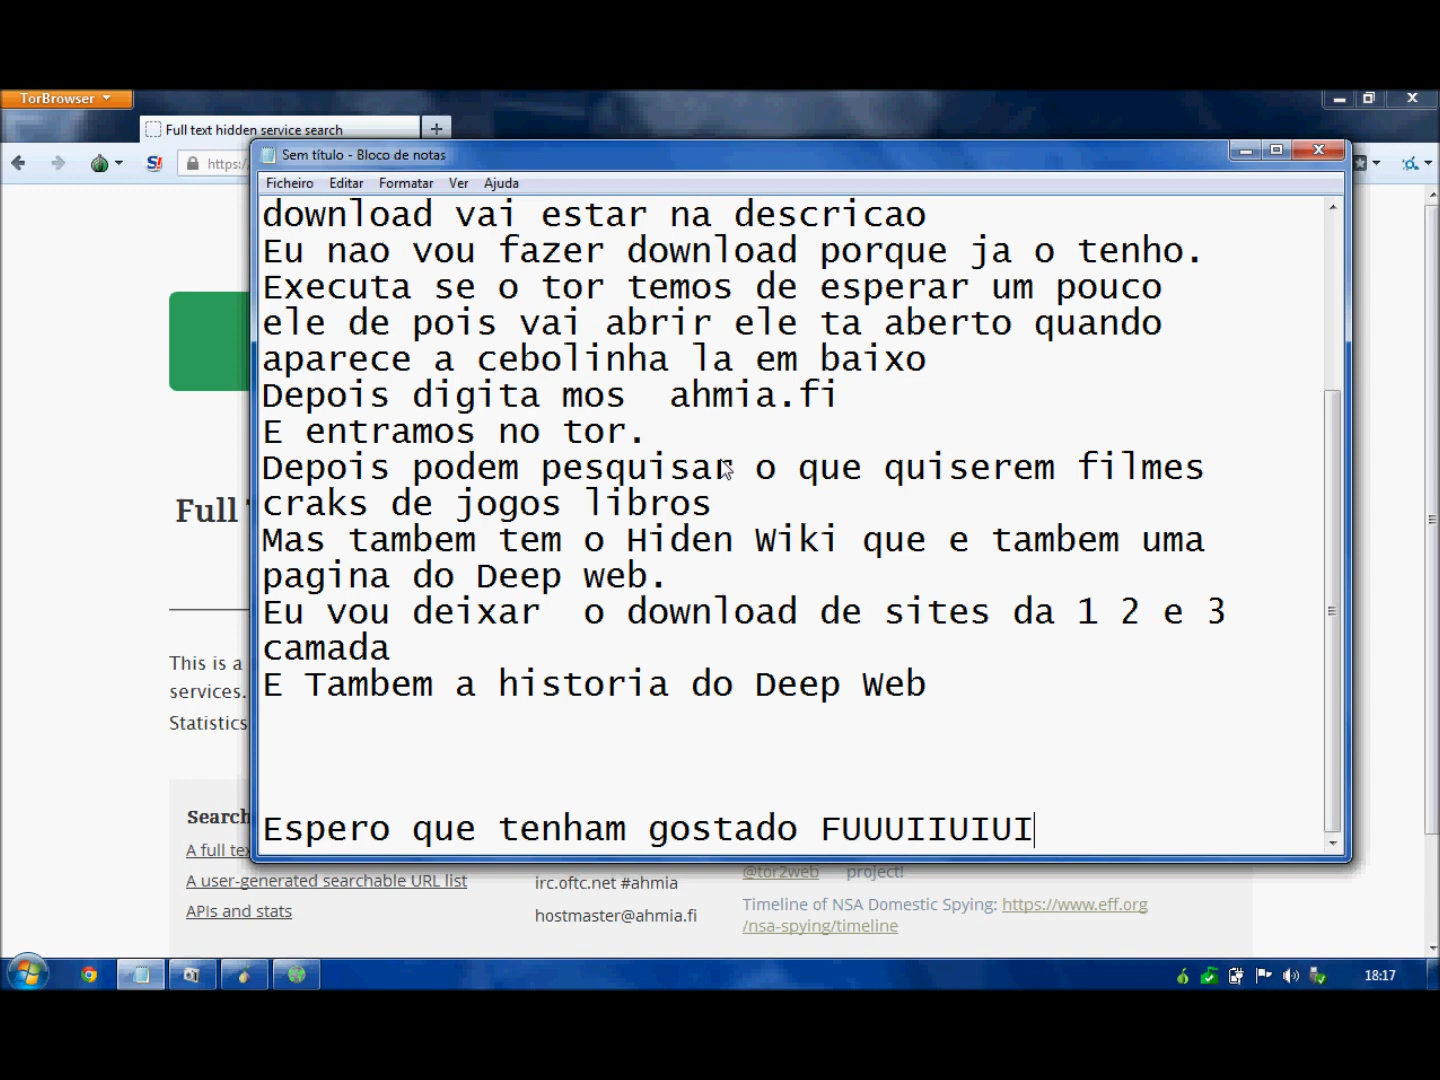 TorBrowser
Full text hidden service search
https:/
Sem título - Bloco de notas
Ficheiro Editar Formatar Ver Ajuda
download vai estar na descricao
Eu nao vou fazer download porque ja o tenho.
Executa se o tor temos de esperar um pouco
ele de pois vai abrir ele ta aberto quando
aparece a cebolinha la em baixo
Depois digita mos  ahmia.fi
E entramos no tor.
Depois podem pesquisar o que quiserem filmes
craks de jogos libros
Mas tambem tem o Hiden Wiki que e tambem uma
pagina do Deep web.
Eu vou deixar  o download de sites da 1 2 e 3
camada
E Tambem a historia do Deep Web
Espero que tenham gostado FUUUIIUIUI
Full
This is a
services.
Statistics
Search
A full tex
A user-generated searchable URL list
APIs and stats
irc.oftc.net #ahmia
hostmaster@ahmia.fi
@tor2web project!
Timeline of NSA Domestic Spying: https://www.eff.org
/nsa-spying/timeline
18:17